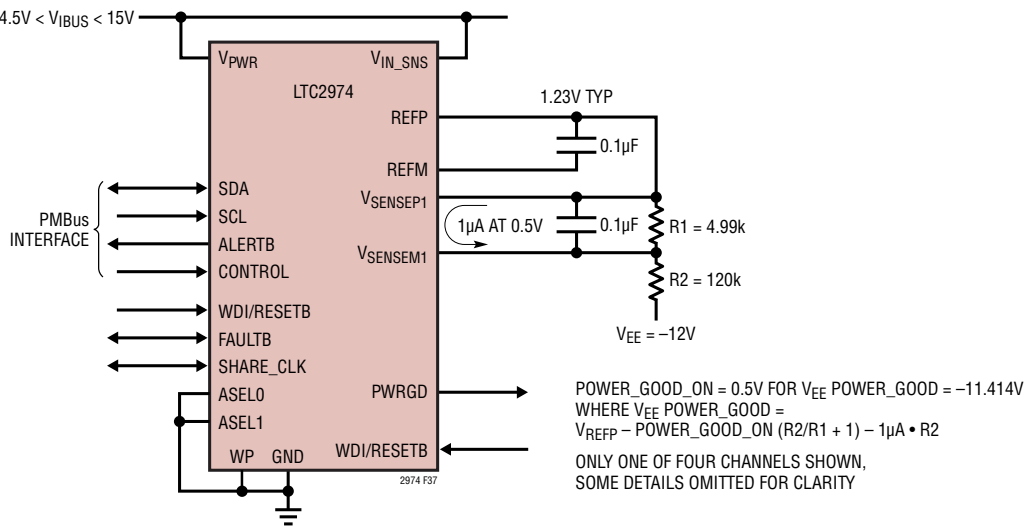 4.5V < VIBUS < 15V
VPWR
VIN_SNS
LTC2974
1.23V TYP
REFP
0.1µF
REFM
VSENSEP1
SDA
PMBus
INTERFACE
SCL
1µA AT 0.5V
0.1µF
R1 = 4.99k
ALERTB
VSENSEM1
CONTROL
R2 = 120k
WDI/RESETB
VEE = –12V
FAULTB
SHARE_CLK
ASEL0
PWRGD
ASEL1
WP
GND
WDI/RESETB
2974 F37
POWER_GOOD_ON = 0.5V FOR VEE POWER_GOOD = –11.414V
WHERE VEE POWER_GOOD =
VREFP – POWER_GOOD_ON (R2/R1 + 1) – 1µA • R2
ONLY ONE OF FOUR CHANNELS SHOWN,
SOME DETAILS OMITTED FOR CLARITY